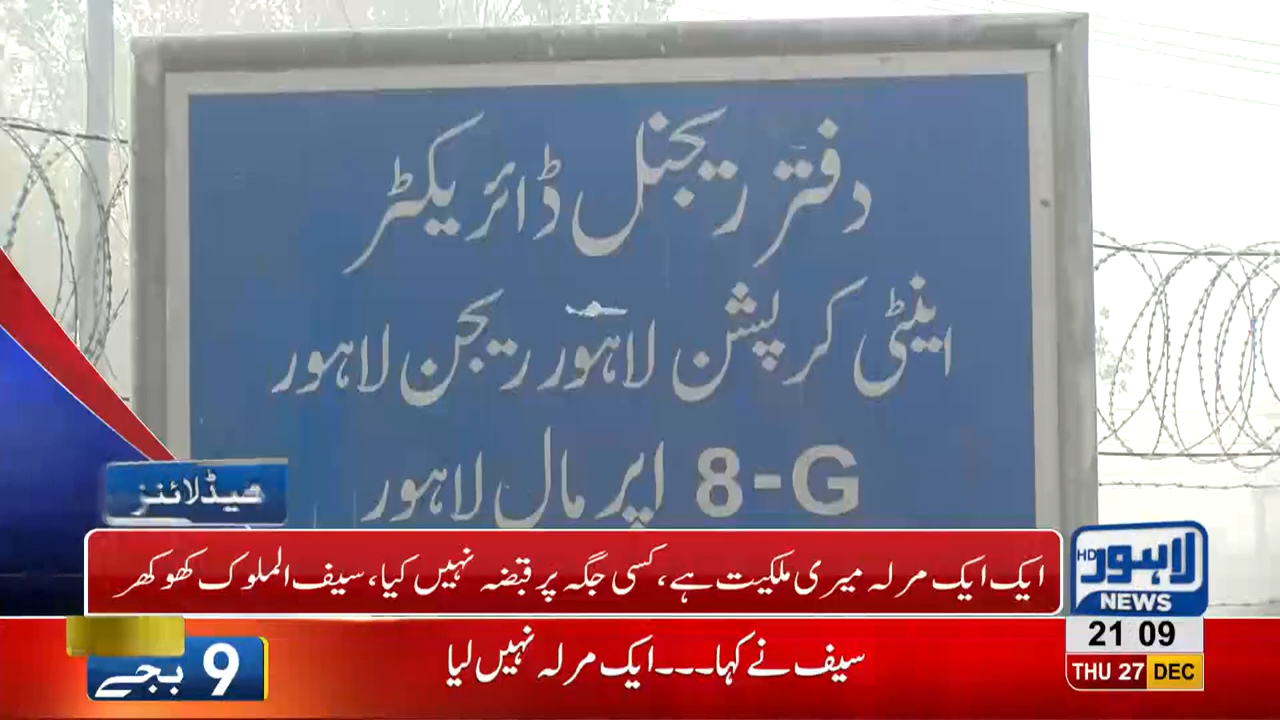 دفتر ریجنل ڈائریکٹر
اینٹی کرپشن لاہور ریجن لاہور
8-G اپر مال لاہور
ہیڈلائنز
ایک ایک مرلہ میری ملکیت ہے، کسی جگہ پر قبضہ نہیں کیا، سیف الملوک کھوکھر
لاہور HD
NEWS
21 09
THU 27 DEC
9 بجے
سیف نے کہا۔۔۔ایک مرلہ نہیں لیا